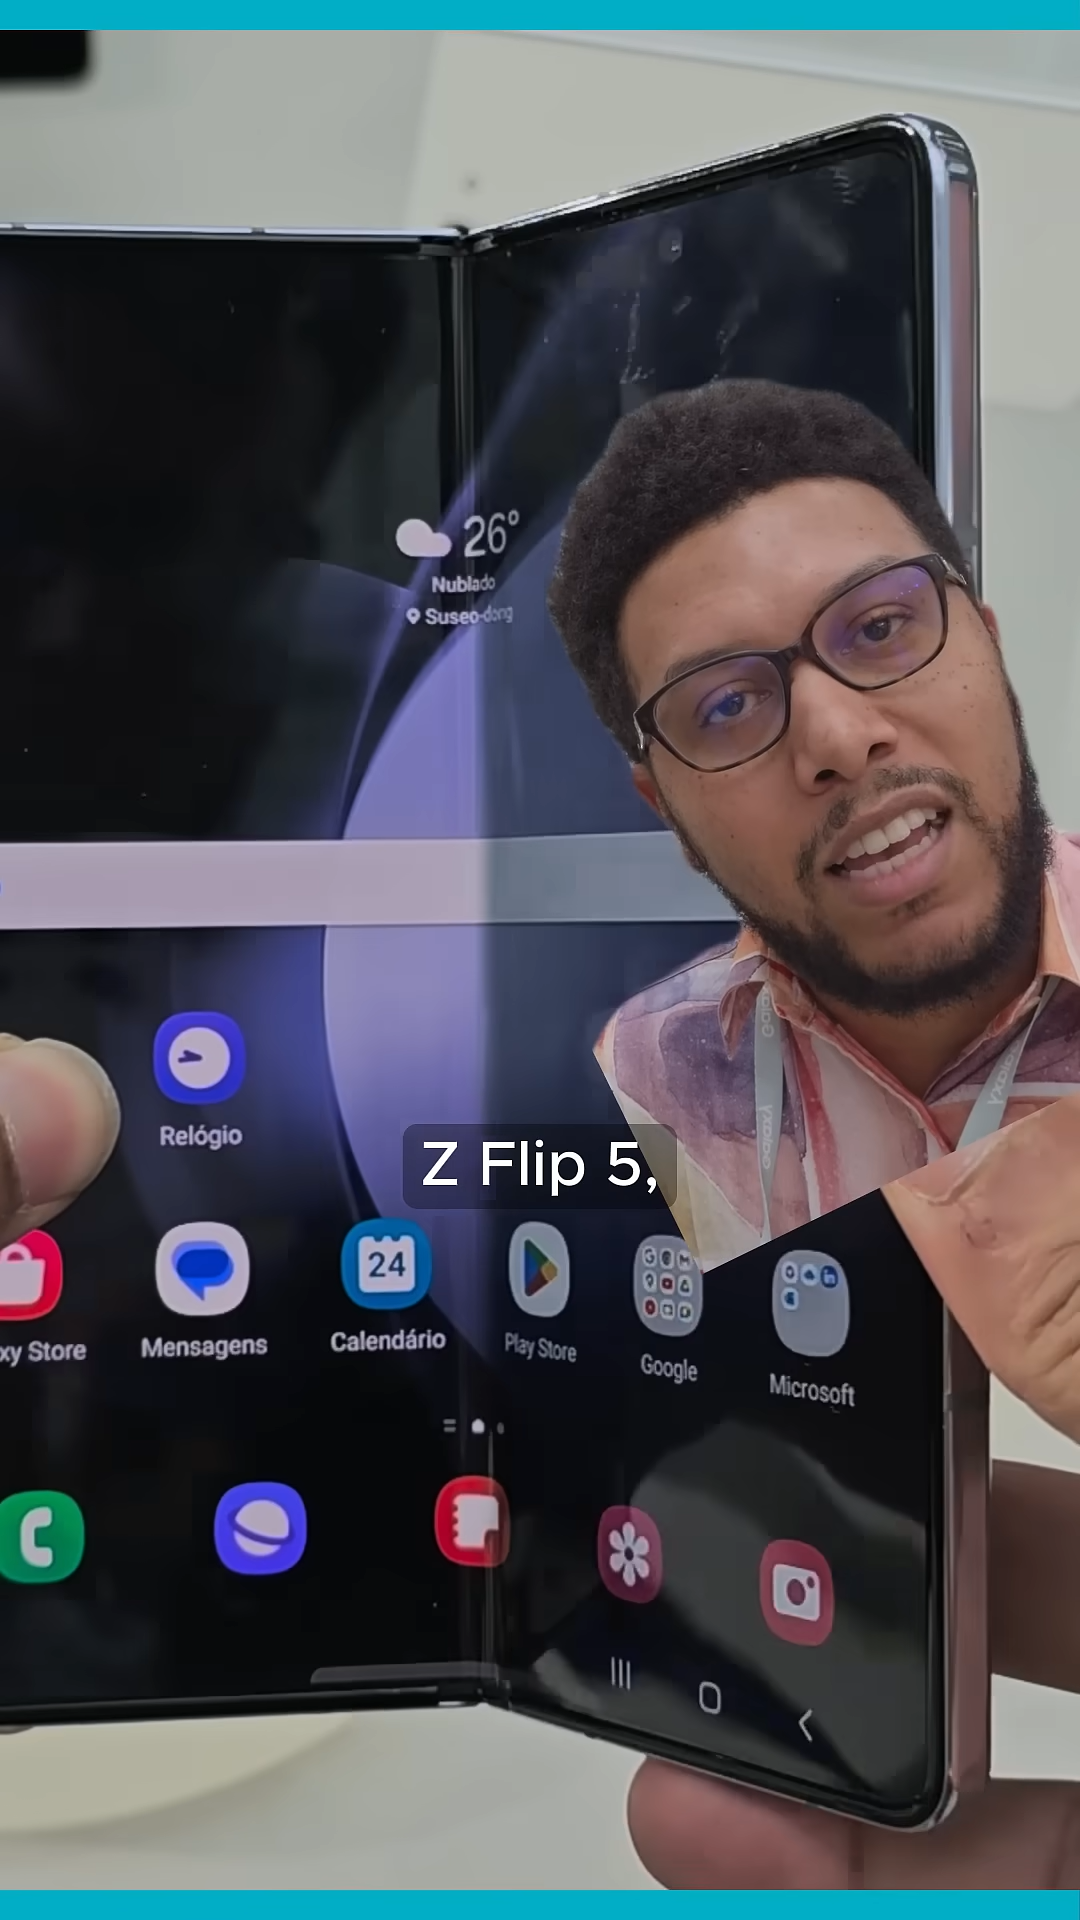 26°
Nublado
Suseo-dong
Relógio
Z Flip 5,
xy Store
Mensagens
24
Calendário
Play Store
Google
Microsoft